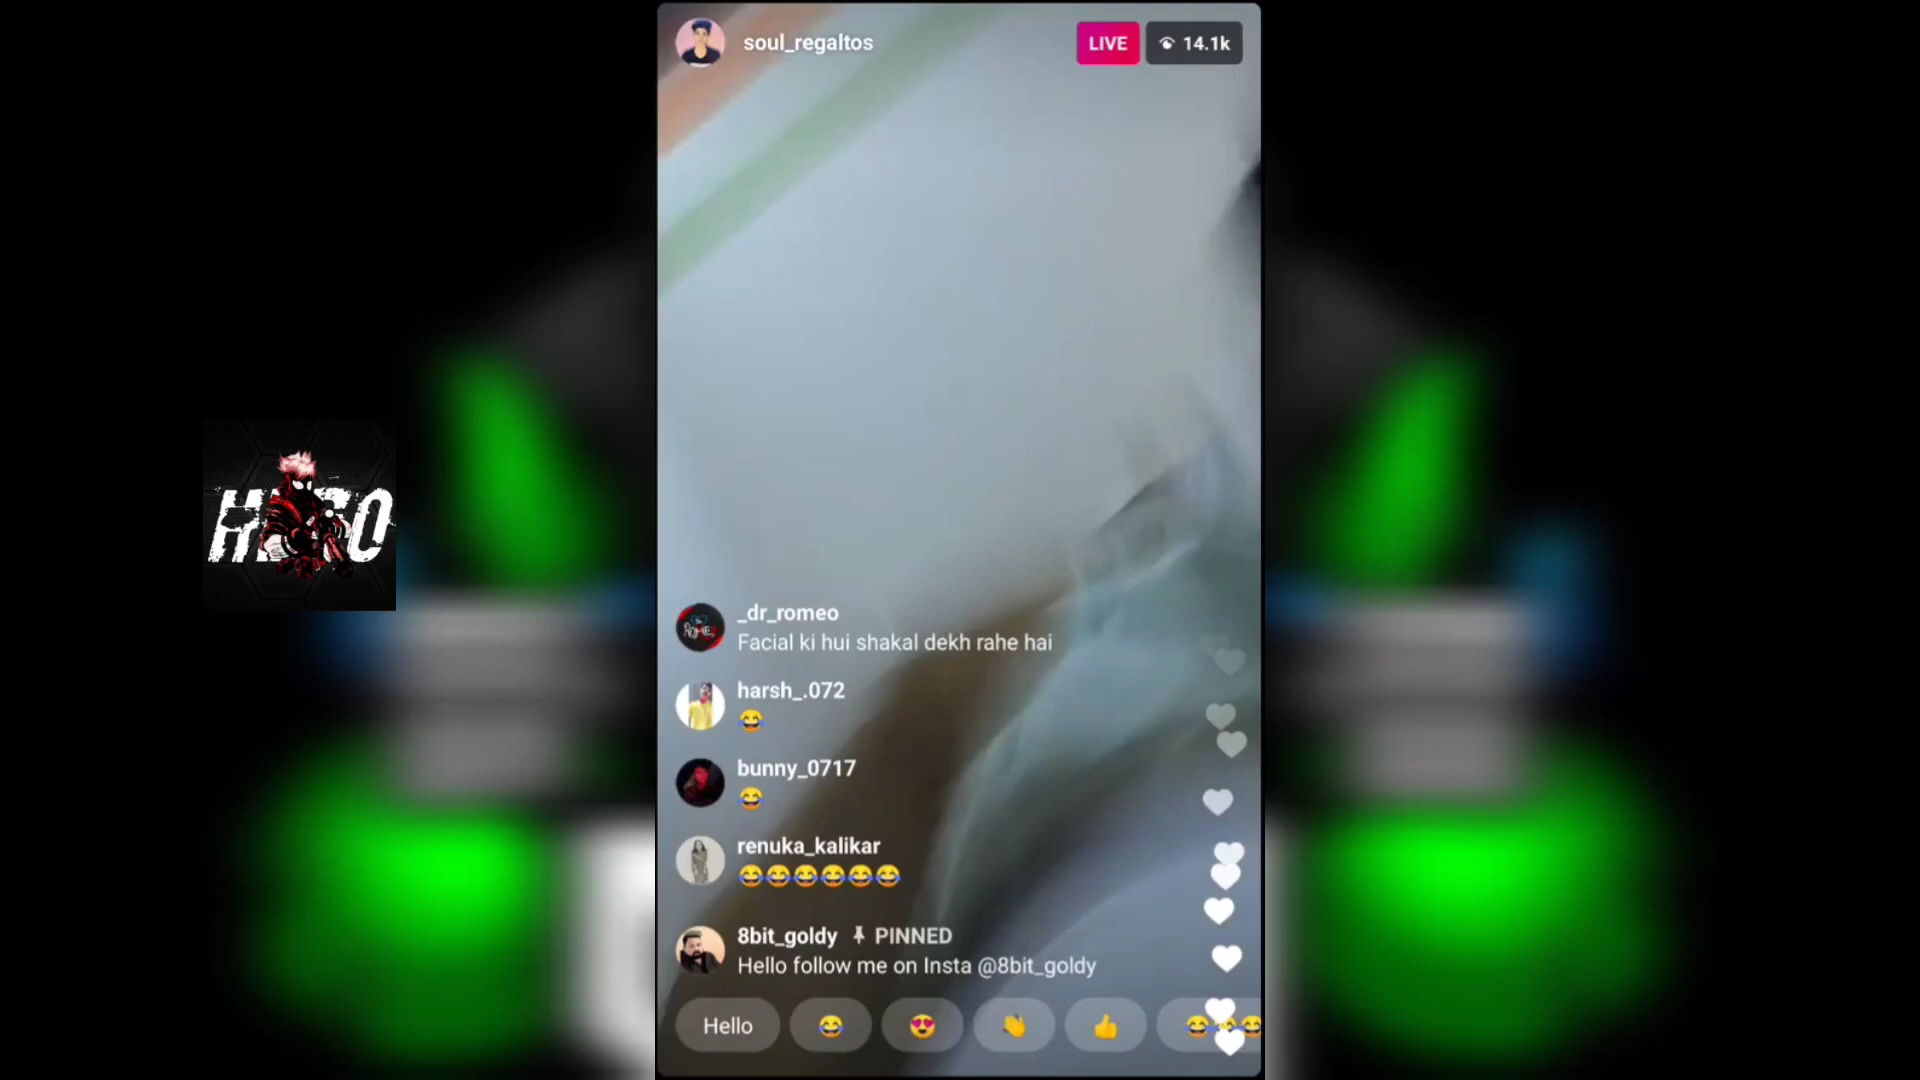 soul_regaltos
LIVE
14.1k
HERO
_dr_romeo
Facial ki hui shakal dekh rahe hai
harsh_.072
😂
bunny_0717
😂
renuka_kalikar
😂😂😂😂😂😂
8bit_goldy PINNED
Hello follow me on Insta @8bit_goldy
Hello 😂 😍 👏 👍 😂😂😂